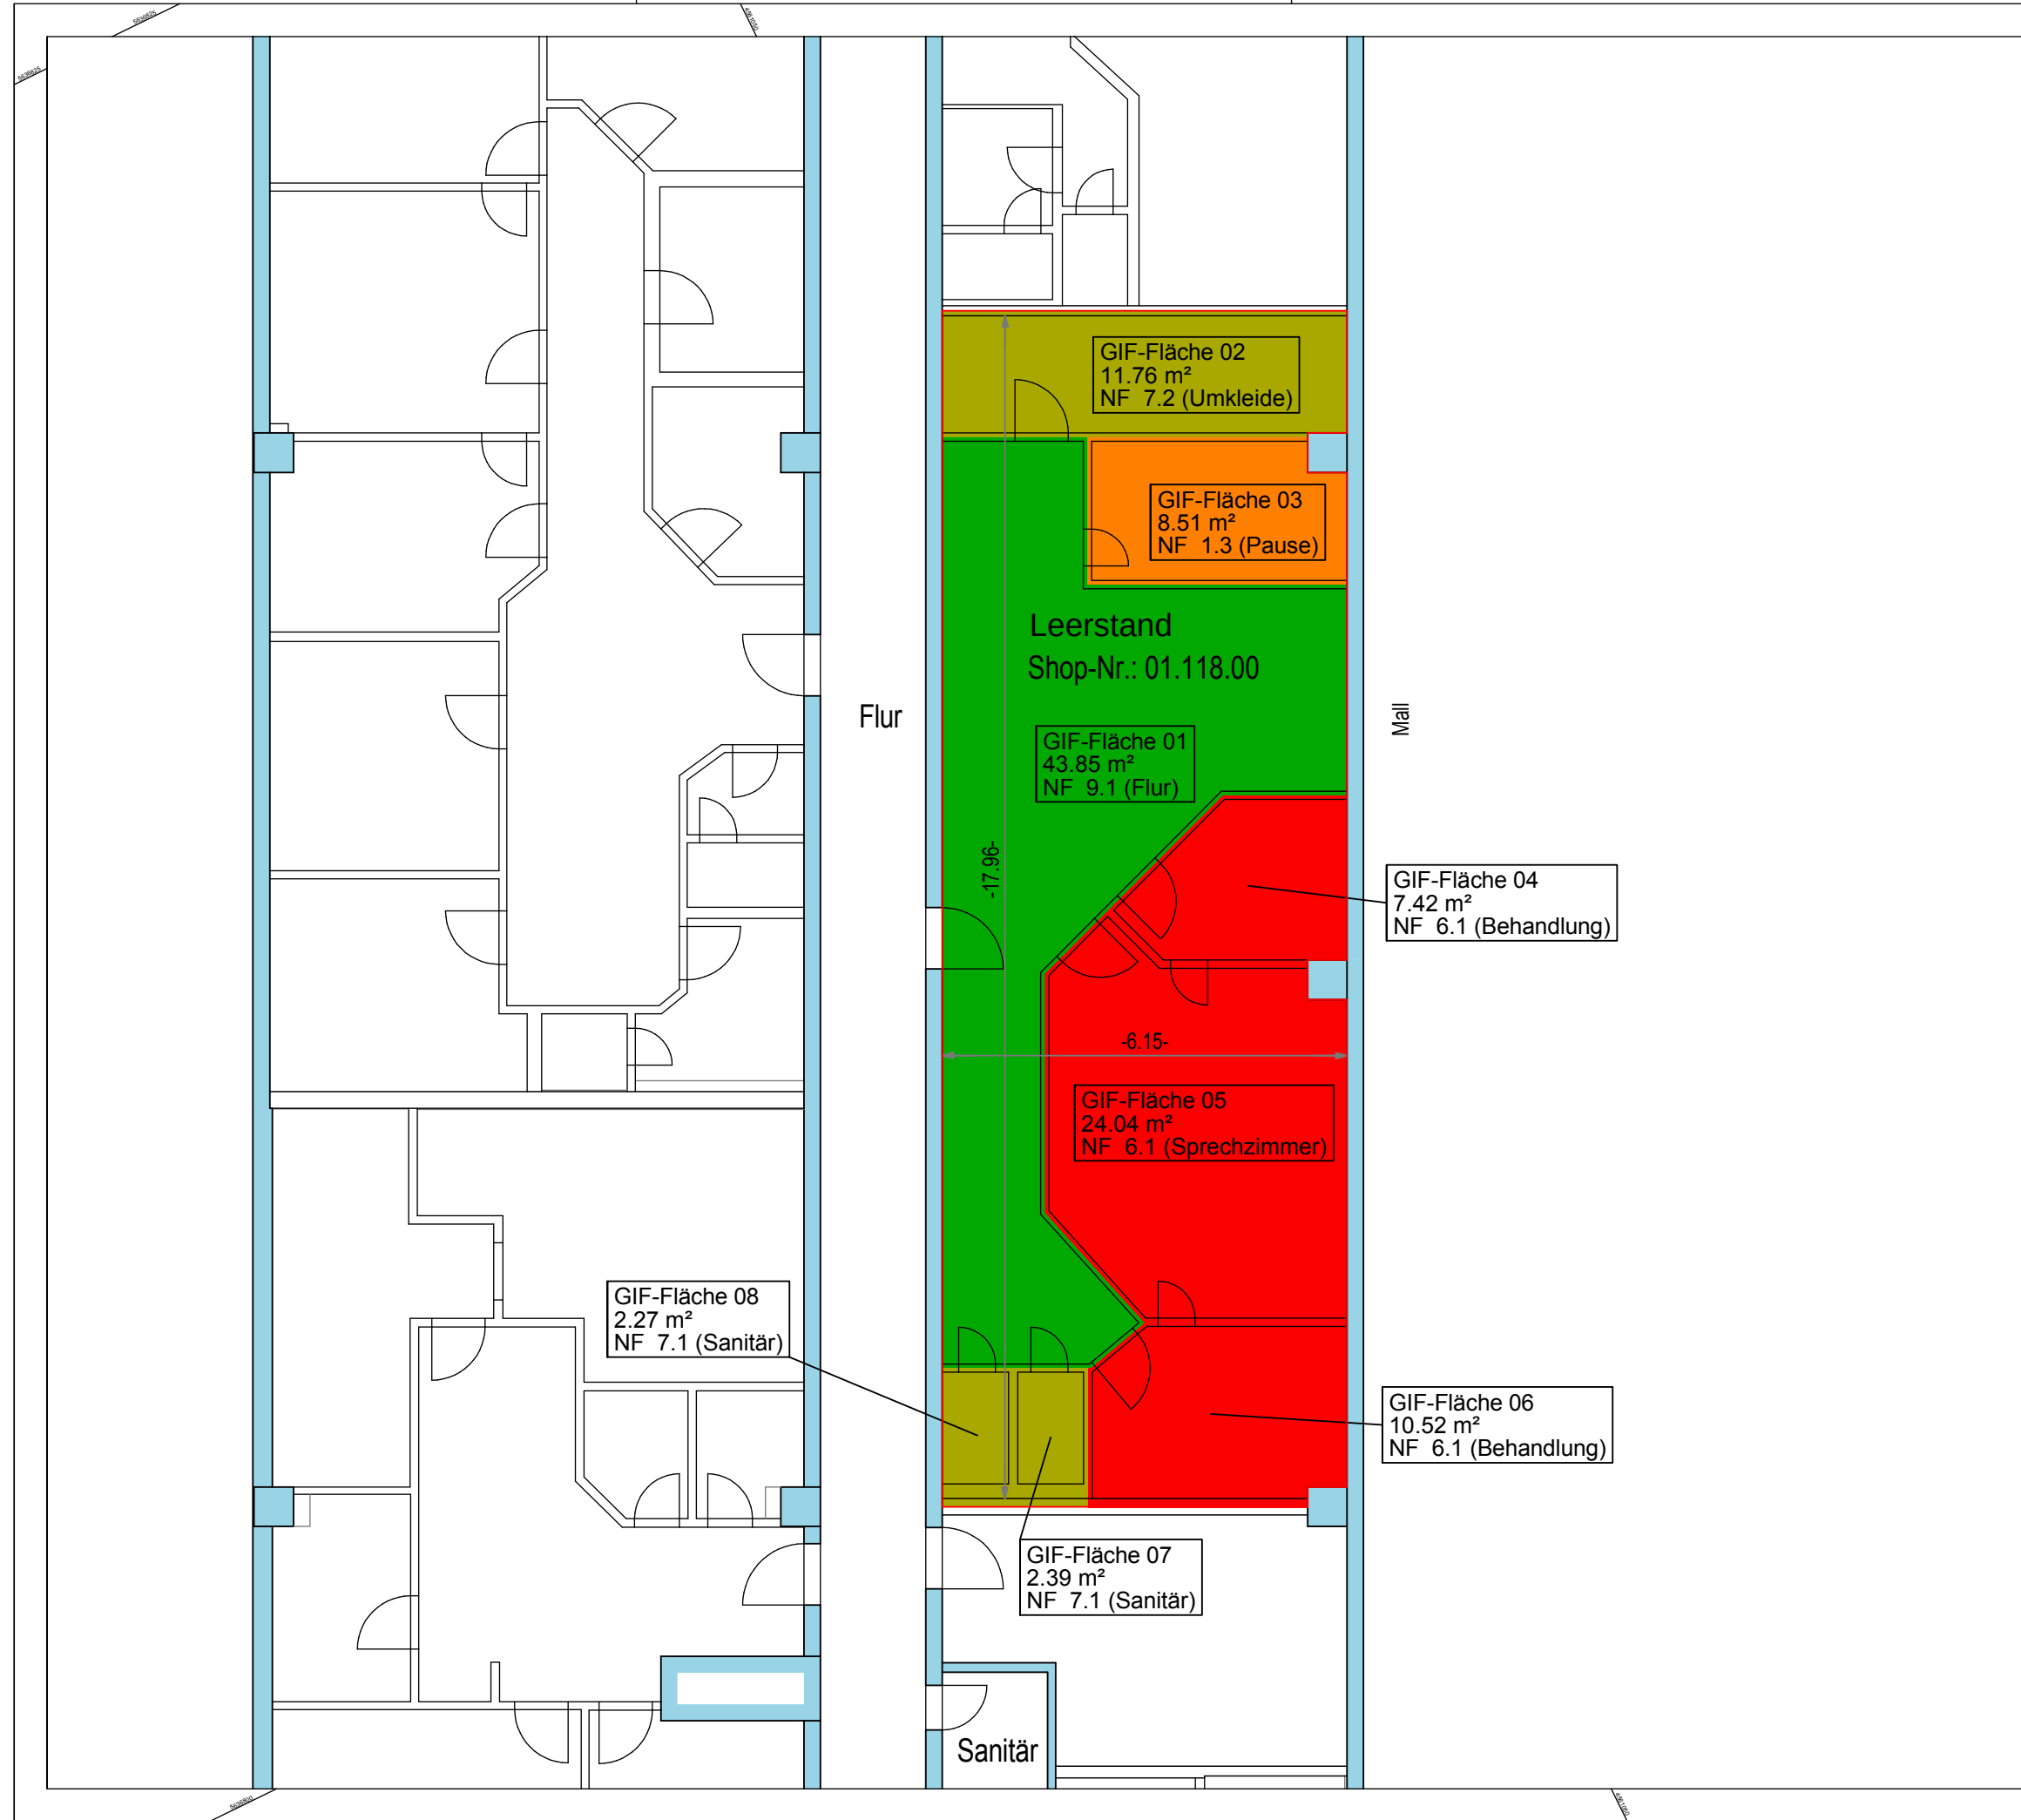 5636825
4561050
5636825
GIF-Fläche 02
11.76 m²
NF 7.2 (Umkleide)
GIF-Fläche 03
8.51 m²
NF 1.3 (Pause)
Leerstand
Shop-Nr.: 01.118.00
Flur
Mall
GIF-Fläche 01
43.85 m²
NF 9.1 (Flur)
-17.96-
GIF-Fläche 04
7.42 m²
NF 6.1 (Behandlung)
-6.15-
GIF-Fläche 05
24.04 m²
NF 6.1 (Sprechzimmer)
GIF-Fläche 08
2.27 m²
NF 7.1 (Sanitär)
GIF-Fläche 06
10.52 m²
NF 6.1 (Behandlung)
GIF-Fläche 07
2.39 m²
NF 7.1 (Sanitär)
Sanitär
5636800